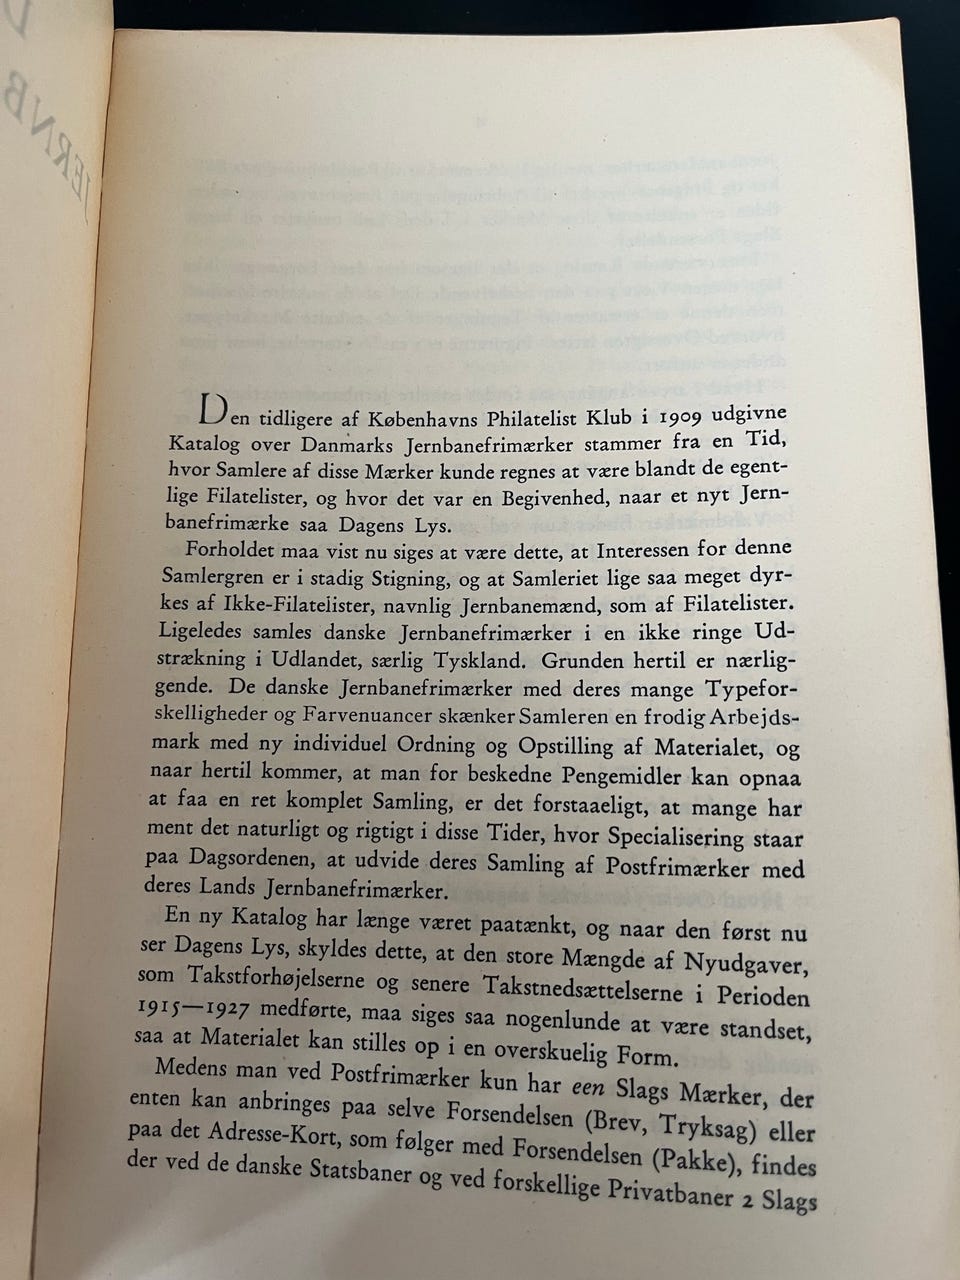 JERNB
Den tidligere af Københavns Philatelist Klub i 1909 udgivne
Katalog over Danmarks Jernbanefrimærker stammer fra en Tid,
hvor Samlere af disse Mærker kunde regnes at være blandt de egent-
lige Filatelister, og hvor det var en Begivenhed, naar et nyt Jern-
banefrimærke saa Dagens Lys.
Forholdet maa vist nu siges at være dette, at Interessen for denne
Samlergren er i stadig Stigning, og at Samleriet lige saa meget dyr-
kes af Ikke-Filatelister, navnlig Jernbanemænd, som af Filatelister.
Ligeledes samles danske Jernbanefrimærker i en ikke ringe Ud-
strækning i Udlandet, særlig Tyskland. Grunden hertil er nærlig-
gende. De danske Jernbanefrimærker med deres mange Typefor-
skelligheder og Farvenuancer skænker Samleren en frodig Arbejds-
mark med ny individuel Ordning og Opstilling af Materialet, og
naar hertil kommer, at man for beskedne Pengemidler kan opnaa
at faa en ret komplet Samling, er det forstaaeligt, at mange har
ment det naturligt og rigtigt i disse Tider, hvor Specialisering staar
paa Dagsordenen, at udvide deres Samling af Postfrimærker med
deres Lands Jernbanefrimærker.
En ny Katalog har længe været paatænkt, og naar den først nu
ser Dagens Lys, skyldes dette, at den store Mængde af Nyudgaver,
som Takstforhøjelserne og senere Takstnedsættelserne i Perioden
1915—1927 medførte, maa siges saa nogenlunde at være standset,
saa at Materialet kan stilles op i en overskuelig Form.
Medens man ved Postfrimærker kun har een Slags Mærker, der
enten kan anbringes paa selve Forsendelsen (Brev, Tryksag) eller
paa det Adresse-Kort, som følger med Forsendelsen (Pakke), findes
der ved de danske Statsbaner og ved forskellige Privatbaner 2 Slags